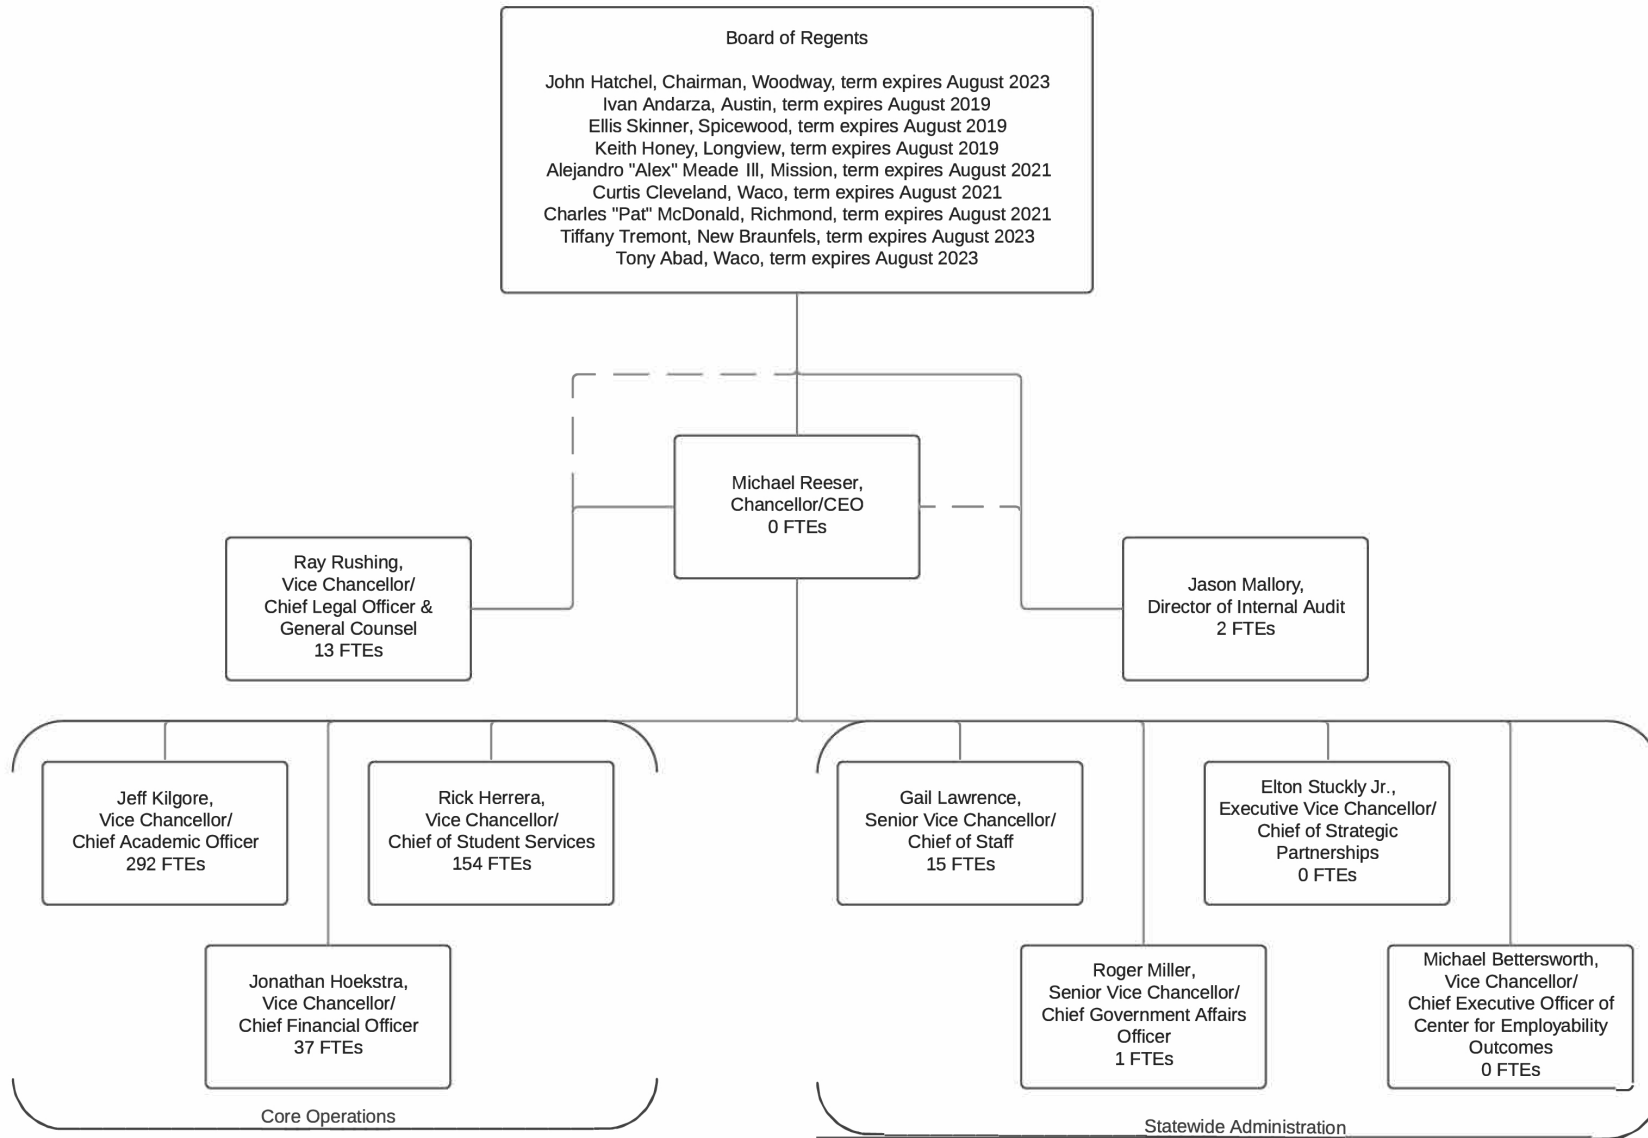 Board of Regents
John Hatchel, Chairman, Woodway, term expires August 2023
Ivan Andarza, Austin, term expires August 2019
Ellis Skinner, Spicewood, term expires August 2019
Keith Honey, Longview, term expires August 2019
Alejandro "Alex" Meade Ill, Mission, term expires August 2021
Curtis Cleveland, Waco, term expires August 2021
Charles "Pat" McDonald, Richmond, term expires August 2021
Tiffany Tremont, New Braunfels, term expires August 2023
Tony Abad, Waco, term expires August 2023
Michael Reeser,
Chancellor/CEO
0 FTEs
Ray Rushing,
Vice Chancellor/
Chief Legal Officer &
General Counsel
13 FTEs
Jason Mallory,
Director of Internal Audit
2 FTEs
Jeff Kilgore,
Vice Chancellor/
Chief Academic Officer
292 FTEs
Rick Herrera,
Vice Chancellor/
Chief of Student Services
154 FTEs
Jonathan Hoekstra,
Vice Chancellor/
Chief Financial Officer
37 FTEs
Core Operations
Gail Lawrence,
Senior Vice Chancellor/
Chief of Staff
15 FTEs
Elton Stuckly Jr.,
Executive Vice Chancellor/
Chief of Strategic
Partnerships
0 FTEs
Roger Miller,
Senior Vice Chancellor/
Chief Government Affairs
Officer
1 FTEs
Michael Bettersworth,
Vice Chancellor/
Chief Executive Officer of
Center for Employability
Outcomes
0 FTEs
Statewide Administration